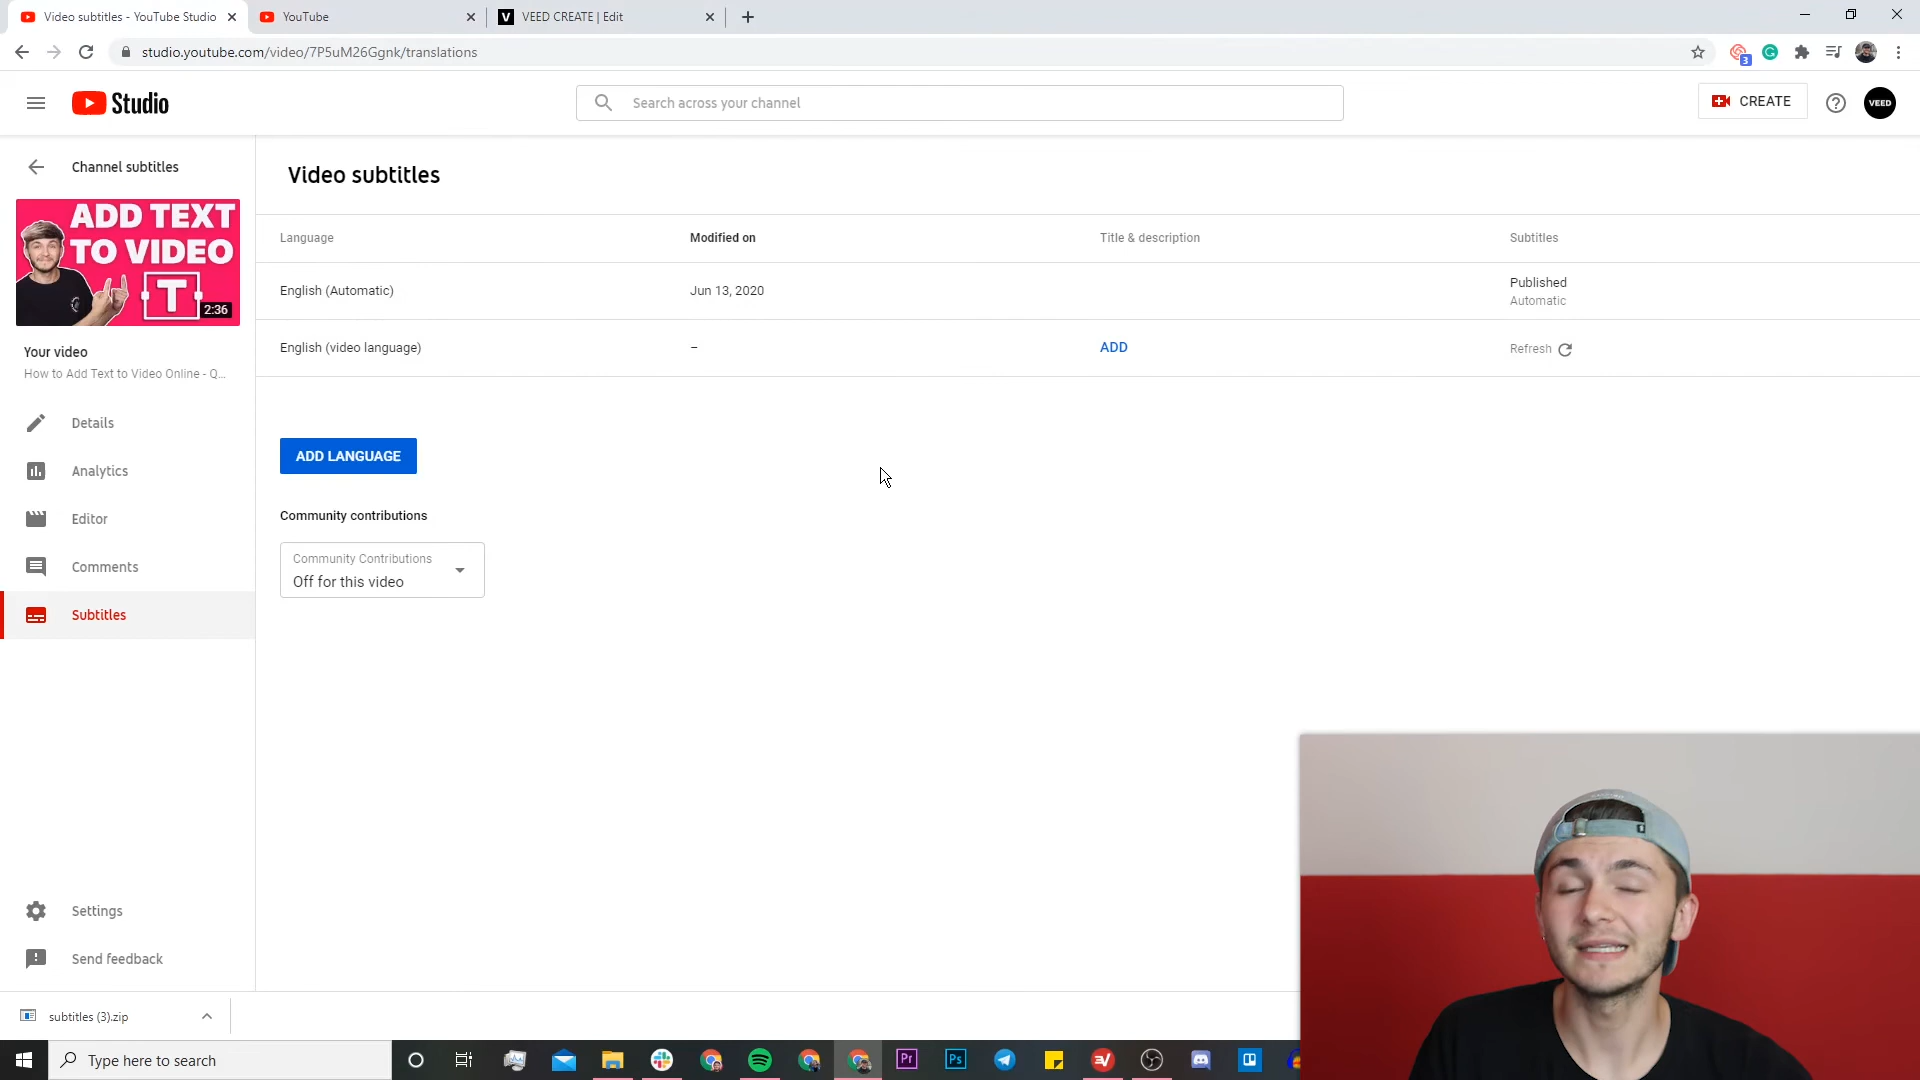 Video subtitles - YouTube Studio
YouTube
V VEED CREATE | Edit
studio.youtube.com/video/7P5uM26Ggnk/translations
3
Studio
Search across your channel
CREATE
VEED
Channel subtitles
ADD TEXT
TO VIDEO
T
2:36
Your video
How to Add Text to Video Online - Q...
Details
Analytics
Editor
Comments
Subtitles
Settings
Send feedback
Video subtitles
Language Modified on Title & description Subtitles
English (Automatic) Jun 13, 2020 Published
Automatic
English (video language) – ADD Refresh
ADD LANGUAGE
Community contributions
Community Contributions
Off for this video
subtitles (3).zip
Type here to search
Pr
Ps